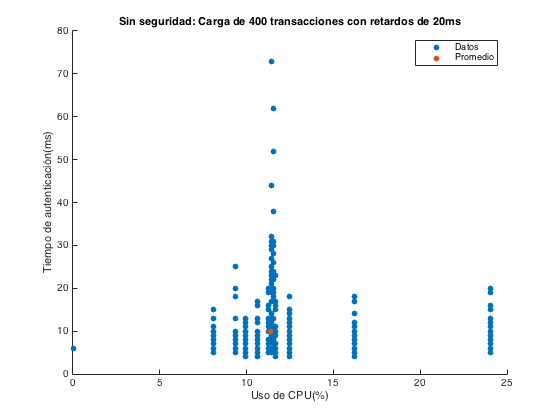 Sin seguridad: Carga de 400 transacciones con retardos de 20ms
Datos
Promedio
80
70
60
50
40
30
20
10
0
Tiempo de autenticación(ms)
0 5 10 15 20 25
Uso de CPU(%)